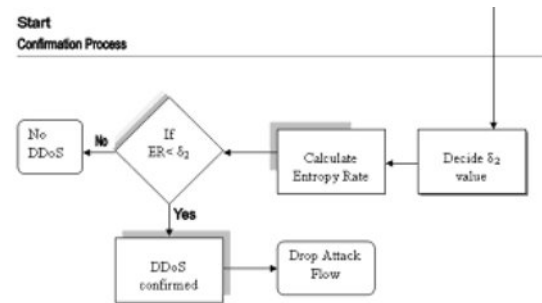 Start
Confirmation Process
No
DDoS
No
If
ER< δ₂
Calculate
Entropy Rate
Decide δ₂
value
Yes
DDoS
confirmed
Drop Attack
Flow